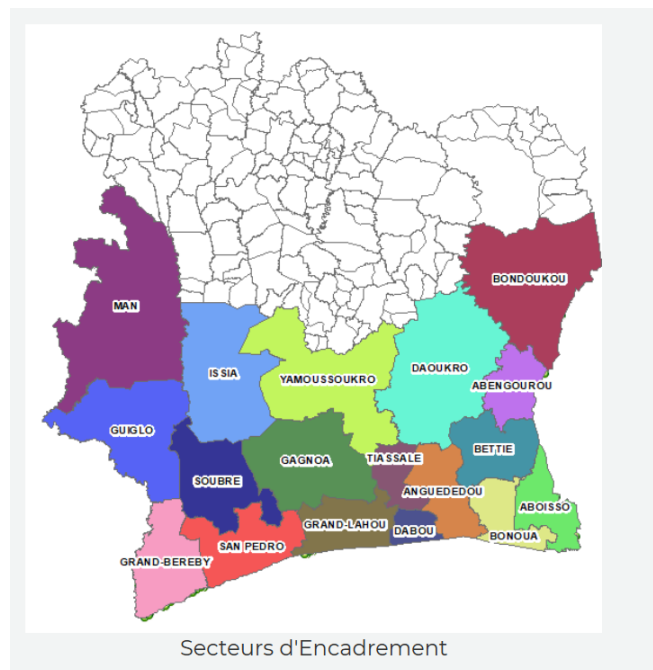 BONDOUKOU
MAN
DAOUKRO
ISSIA
YAMOUSSOUKRO
ABENGOUROU
GUIGLO
BETTIE
TIASSALE
GAGNOA
SOUBRE
ANGUEDEDOU
ABOISSO
GRAND-LAHOU
DABOU
BONOUA
SAN PEDRO
GRAND-BEREBY
Secteurs d'Encadrement